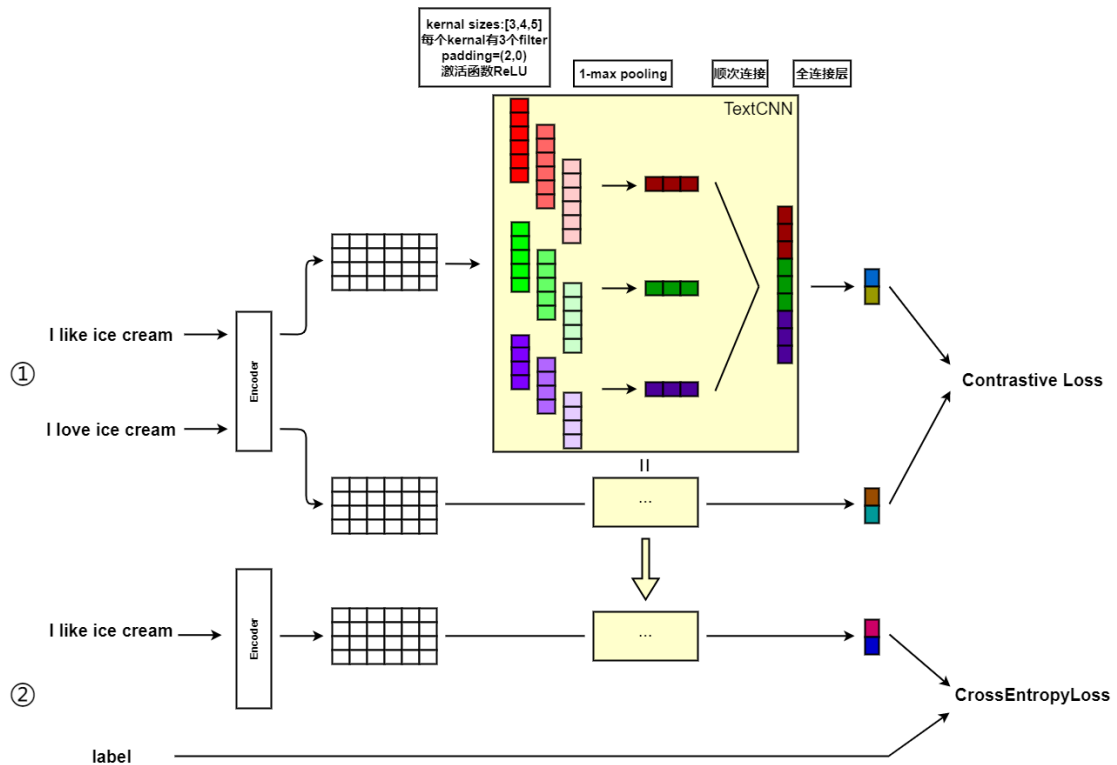 kernal sizes:[3,4,5]
每个kernal有3个filter
padding=(2,0)
激活函数ReLU
1-max pooling
顺次连接
全连接层
TextCNN
I like ice cream
①
Encoder
I love ice cream
Contrastive Loss
=
...
I like ice cream
Encoder
...
②
CrossEntropyLoss
label